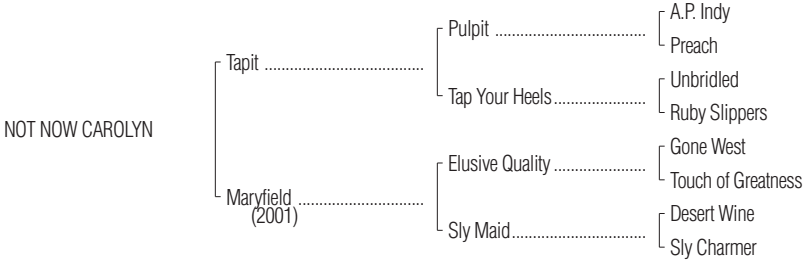 A.P. Indy
Pulpit
Preach
Tapit
Unbridled
Tap Your Heels
Ruby Slippers
NOT NOW CAROLYN
Gone West
Elusive Quality
Touch of Greatness
Maryfield
(2001)
Desert Wine
Sly Maid
Sly Charmer